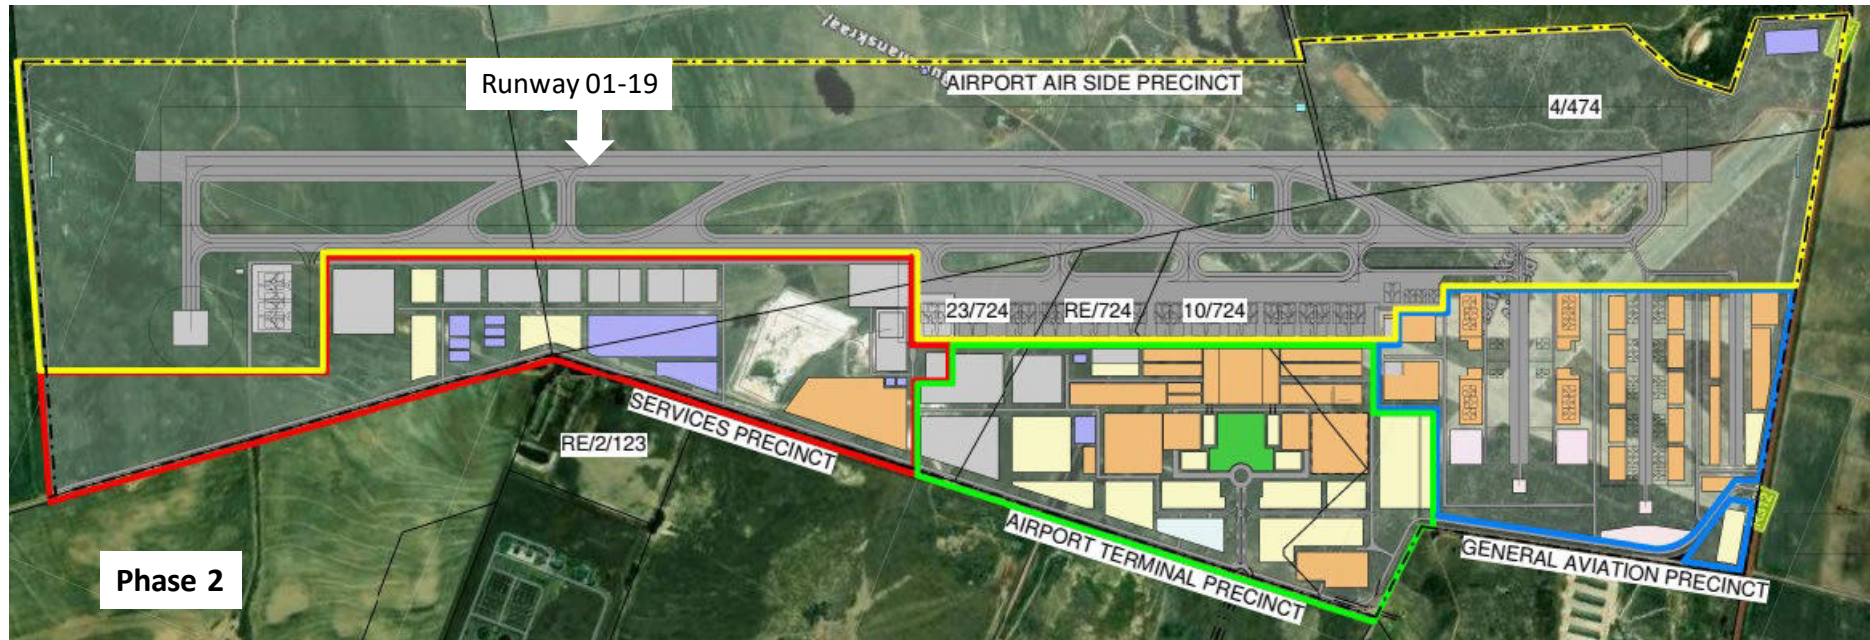 Runway 01-19
AIRPORT AIR SIDE PRECINCT
4/474
23/724
RE/724
10/724
SERVICES PRECINCT
RE/2/123
AIRPORT TERMINAL PRECINCT
GENERAL AVIATION PRECINCT
Phase 2